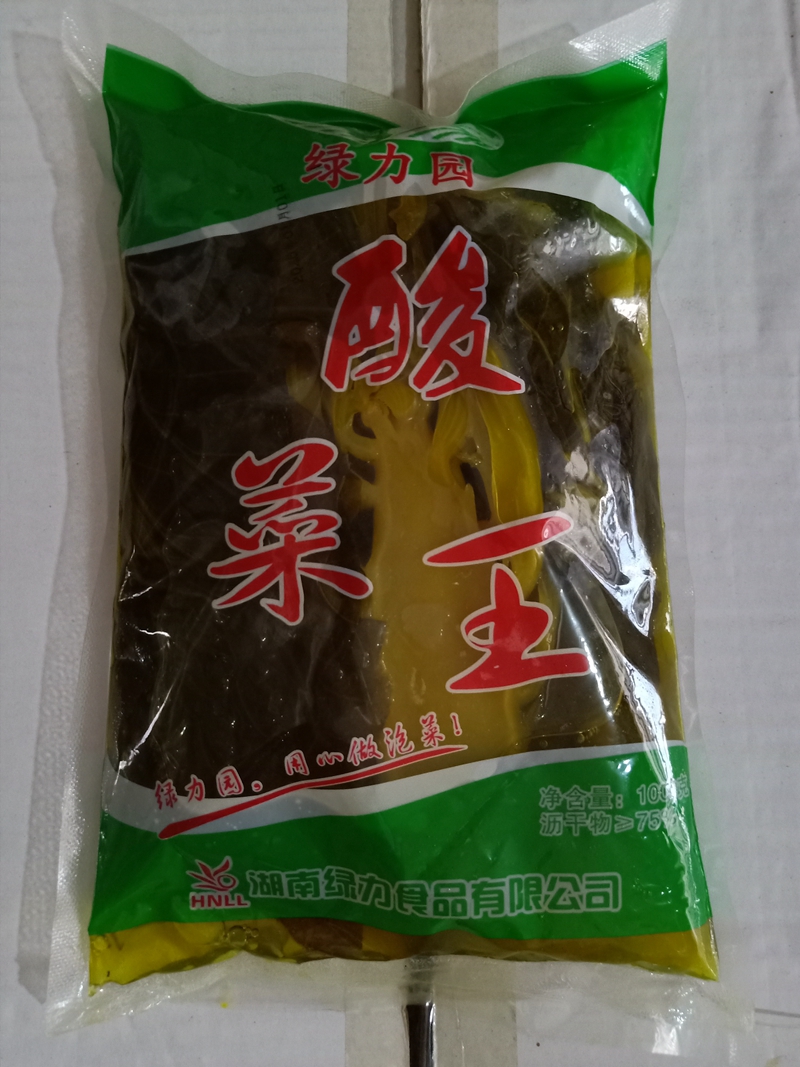 绿力园
酸
菜
王
绿力园，用心做泡菜！
净含量：
沥干物≥75%
HNLL
湖南绿力食品有限公司